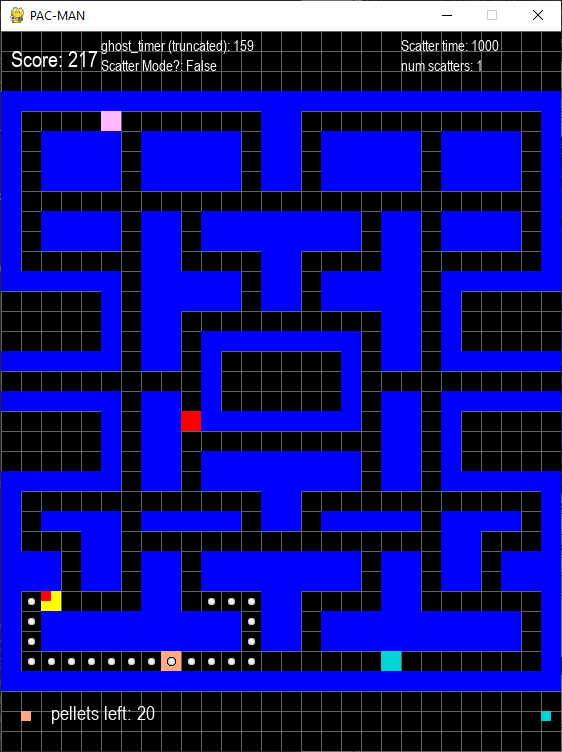 PAC-MAN
Score: 217
ghost_timer (truncated): 159
Scatter Mode?: False
Scatter time: 1000
num scatters: 1
pellets left: 20